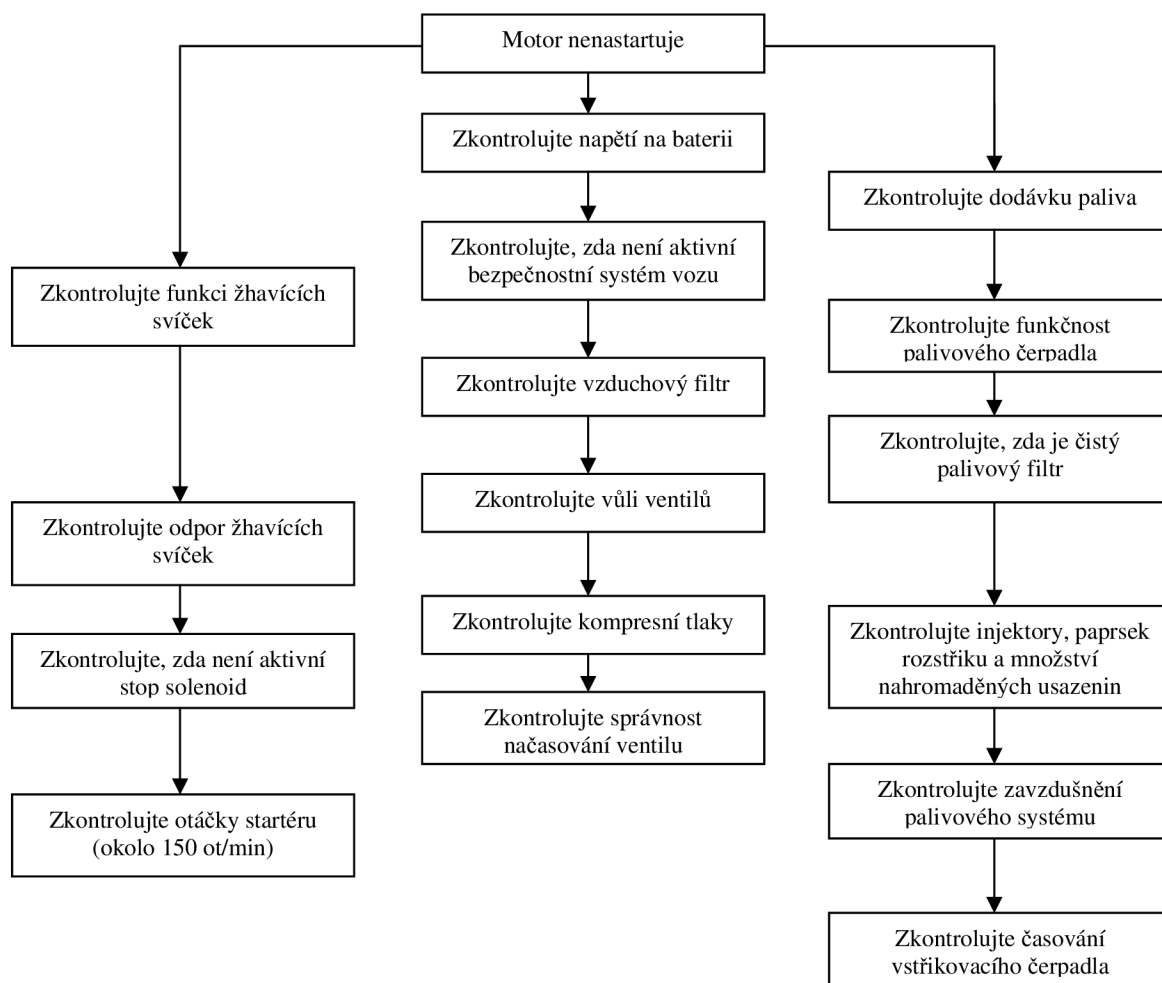 Motor nenastartuje
Zkontrolujte funkci žhavících
svíček
Zkontrolujte odpor žhavících
svíček
Zkontrolujte, zda není aktivní
stop solenoid
Zkontrolujte otáčky startéru
(okolo 150 ot/min)
Zkontrolujte napětí na baterii
Zkontrolujte, zda není aktivní
bezpečnostní systém vozu
Zkontrolujte vzduchový filtr
Zkontrolujte vůli ventilů
Zkontrolujte kompresní tlaky
Zkontrolujte správnost
načasování ventilu
Zkontrolujte dodávku paliva
Zkontrolujte funkčnost
palivového čerpadla
Zkontrolujte, zda je čistý
palivový filtr
Zkontrolujte injektory, paprsek
rozstřiku a množství
nahromaděných usazenin
Zkontrolujte zavzdušnění
palivového systému
Zkontrolujte časování
vstřikovacího čerpadla